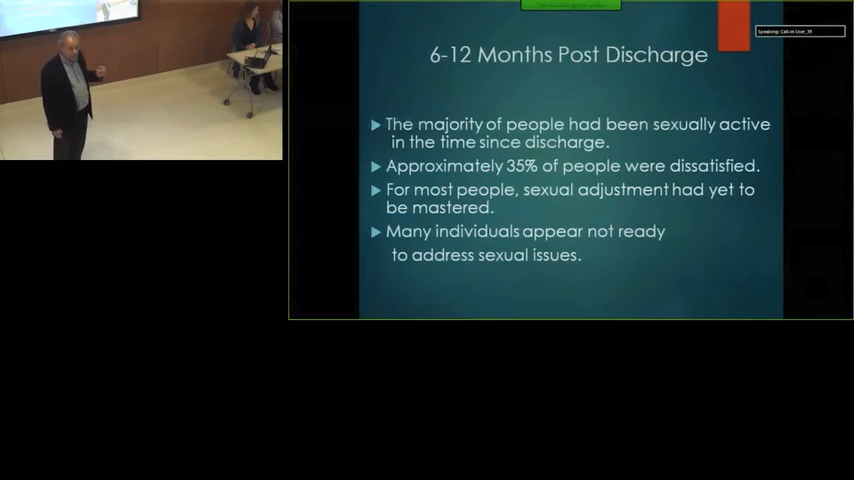 Speaking: Call-in User_39
6-12 Months Post Discharge
The majority of people had been sexually active
in the time since discharge.
Approximately 35% of people were dissatisfied.
For most people, sexual adjustment had yet to
be mastered.
Many individuals appear not ready
to address sexual issues.